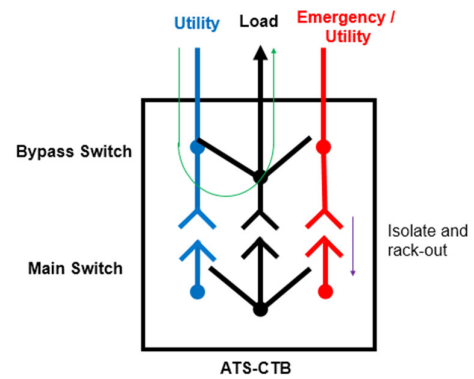 Utility
Load
Emergency /
Utility
Bypass Switch
Main Switch
Isolate and
rack-out
ATS-CTB